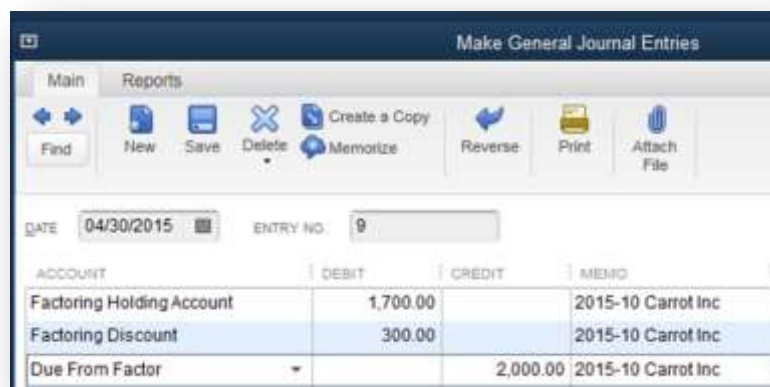 Make General Journal Entries
Main Reports
Find New Save Delete Create a Copy Memorize Reverse Print Attach File
DATE 04/30/2015 ENTRY NO. 9
ACCOUNT DEBIT CREDIT MEMO
Factoring Holding Account 1,700.00 2015-10 Carrot Inc
Factoring Discount 300.00 2015-10 Carrot Inc
Due From Factor 2,000.00 2015-10 Carrot Inc